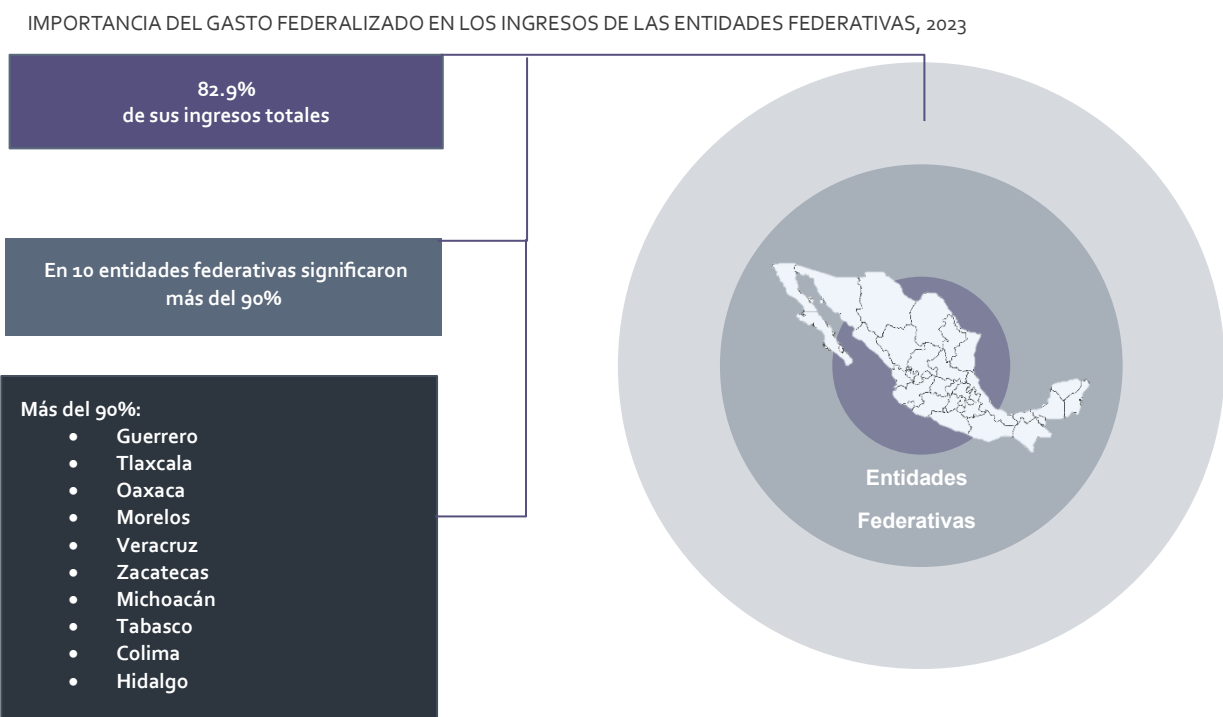 IMPORTANCIA DEL GASTO FEDERALIZADO EN LOS INGRESOS DE LAS ENTIDADES FEDERATIVAS, 2023
82.9%
de sus ingresos totales
En 10 entidades federativas significaron
más del 90%
Más del 90%:
• Guerrero
• Tlaxcala
• Oaxaca
• Morelos
• Veracruz
• Zacatecas
• Michoacán
• Tabasco
• Colima
• Hidalgo
Entidades
Federativas